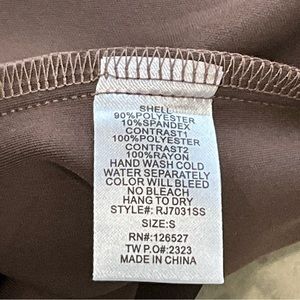 SHELL
90%POLYESTER
10%SPANDEX
CONTRAST1
100%POLYESTER
CONTRAST2
100%RAYON
HAND WASH COLD
WATER SEPARATELY
COLOR WILL BLEED
NO BLEACH
HANG TO DRY
STYLE#: RJ7031SS
SIZE:S
RN#:126527
TW P.O#:2323
MADE IN CHINA